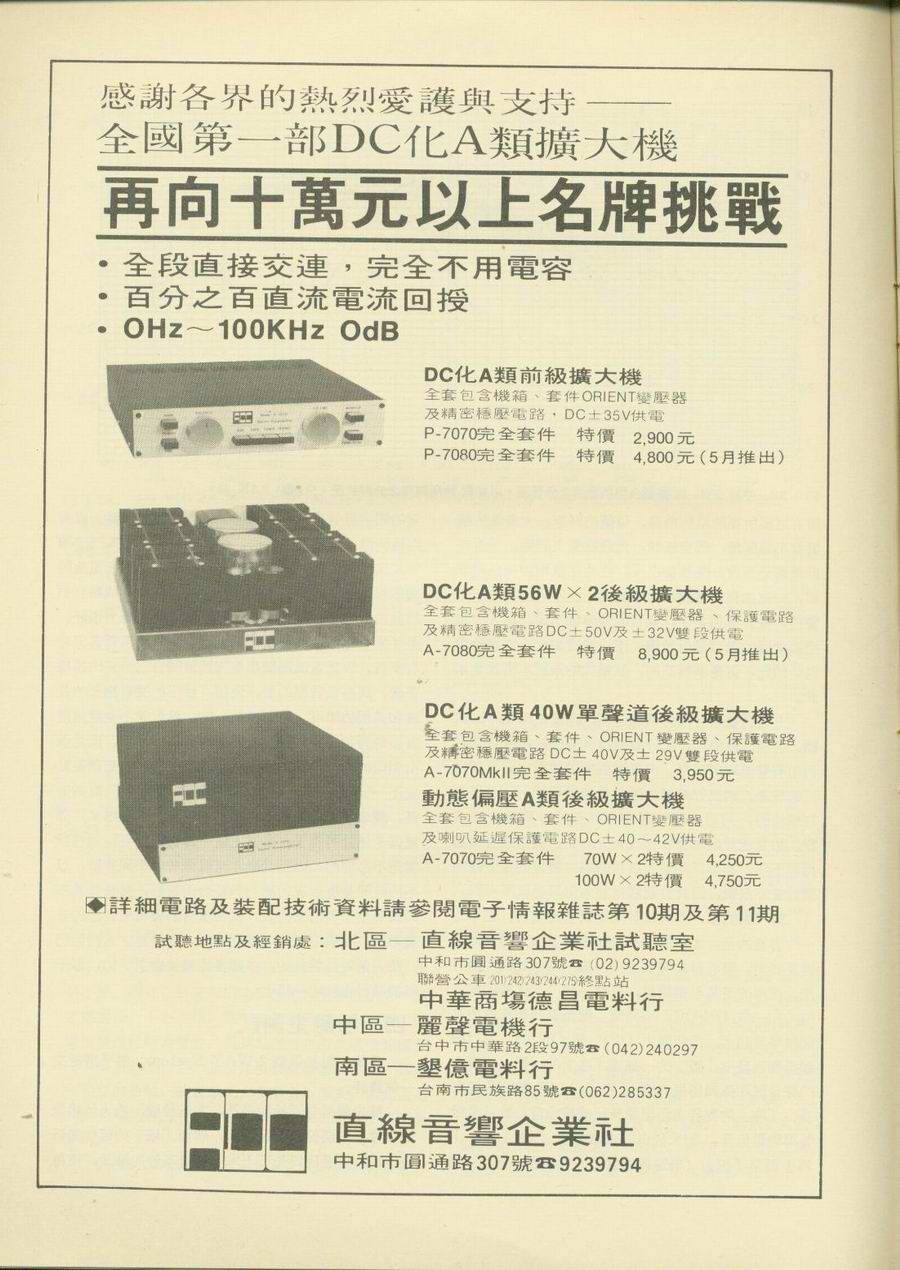 感謝各界的熱烈愛護與支持——
全國第一部DC化A類擴大機
再向十萬元以上名牌挑戰
• 全段直接交連，完全不用電容
• 百分之百直流電流回授
• OHz～100KHz OdB
DC化A類前級擴大機
全套包含機箱、套件ORIENT變壓器
及精密穩壓電路，DC±35V供電
P-7070完全套件 特價 2,900元
P-7080完全套件 特價 4,800元(5月推出)
DC化A類56W×2後級擴大機
全套包含機箱、套件、ORIENT變壓器、保護電路
及精密穩壓電路DC±50V及±32V雙段供電
A-7080完全套件 特價 8,900元(5月推出)
DC化A類40W單聲道後級擴大機
全套包含機箱、套件、ORIENT變壓器、保護電路
及精密穩壓電路DC±40V及±29V雙段供電
A-7070MkII完全套件 特價 3,950元
動態偏壓A類後級擴大機
全套包含機箱、套件、ORIENT變壓器
及喇叭延遲保護電路DC±40～42V供電
A-7070完全套件 70W×2特價 4,250元
100W×2特價 4,750元
◆詳細電路及裝配技術資料請參閱電子情報雜誌第10期及第11期
試聽地點及經銷處：北區—直線音響企業社試聽室
中和市圓通路307號☎(02)9239794
聯營公車201/242/243/244/275終點站
中華商塲德昌電料行
中區—麗聲電機行
台中市中華路2段97號☎(042)240297
南區—墾億電料行
台南市民族路85號☎(062)285337
直線音響企業社
中和市圓通路307號☎9239794